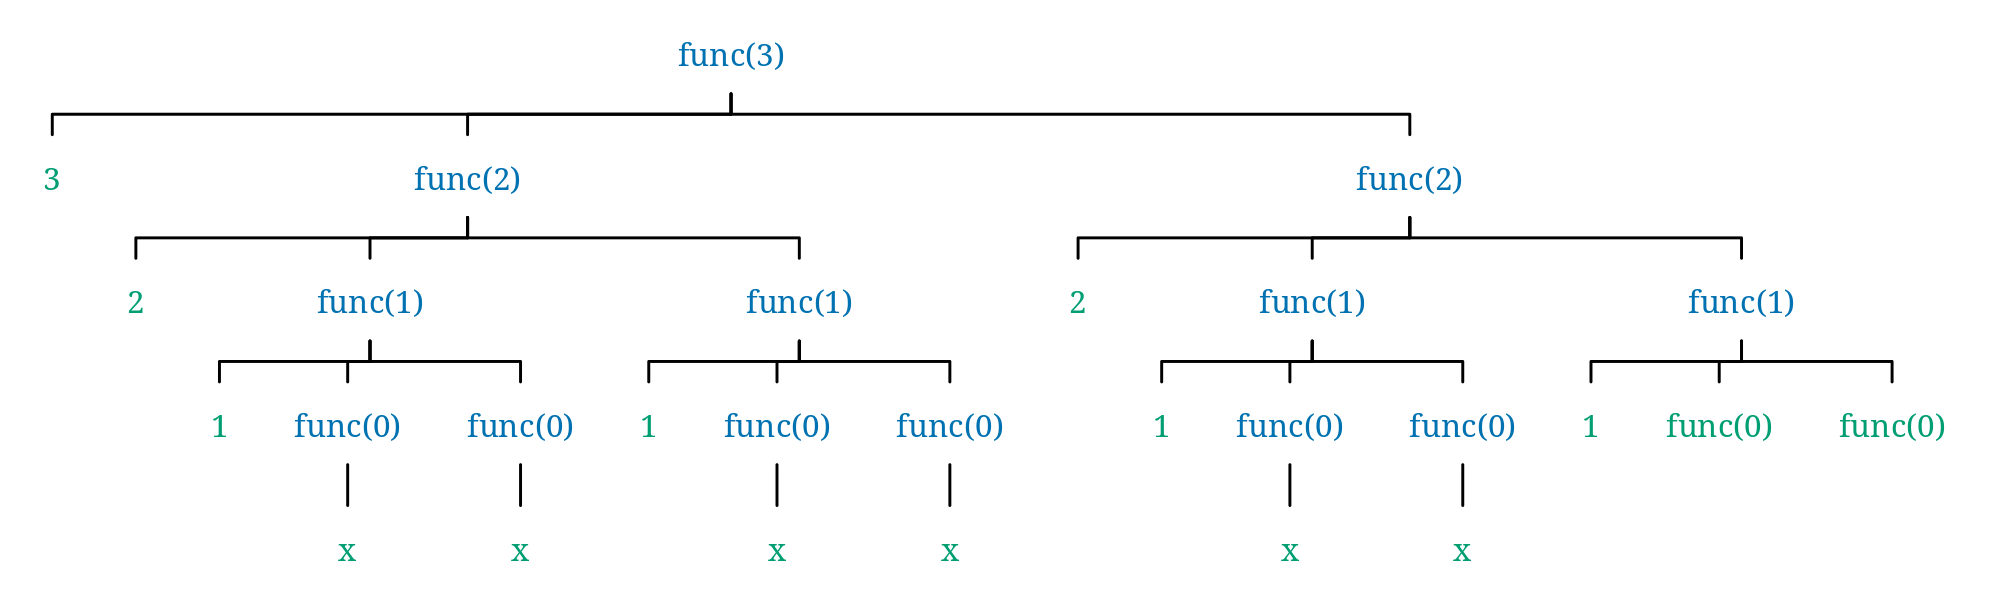 func(3)
3 func(2) func(2)
2 func(1) func(1) 2 func(1) func(1)
1 func(0) func(0) 1 func(0) func(0) 1 func(0) func(0) 1 func(0) func(0)
x x x x x x